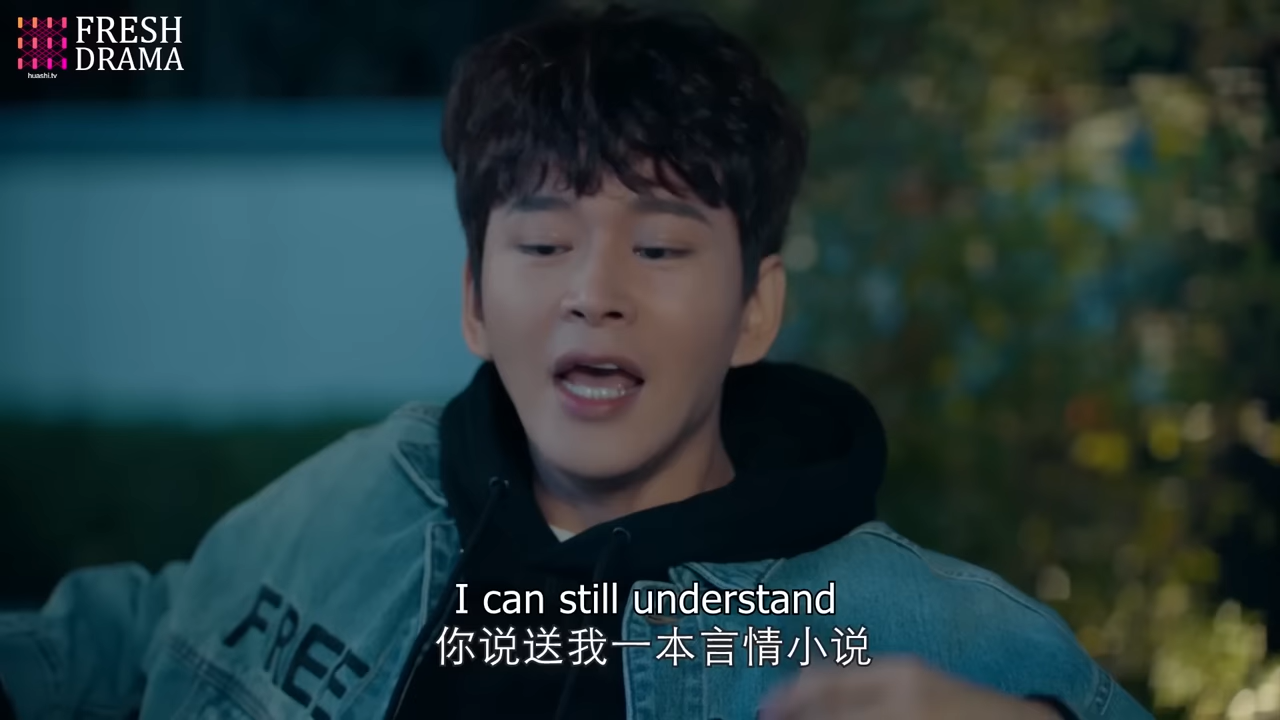 FRESH
DRAMA
huashi.tv
I can still understand
你说送我一本言情小说
FREE